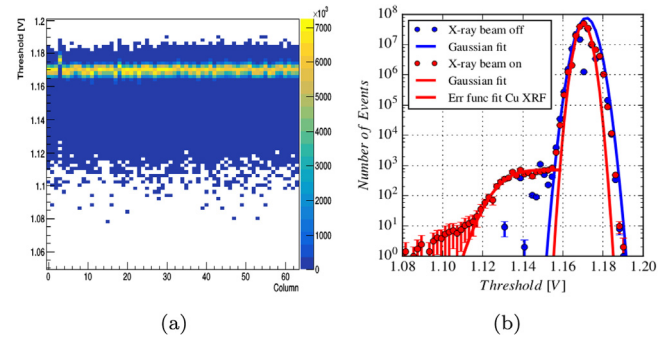 ×10³
Threshold [V]
1.2
1.18
1.16
1.14
1.12
1.1
1.08
1.06
0 10 20 30 40 50 60
Column
7000
6000
5000
4000
3000
2000
1000
0
(a)
Number of Events
10⁸
10⁷
10⁶
10⁵
10⁴
10³
10²
10¹
10⁰
X-ray beam off
Gaussian fit
X-ray beam on
Gaussian fit
Err func fit Cu XRF
1.08 1.10 1.12 1.14 1.16 1.18 1.20
Threshold [V]
(b)